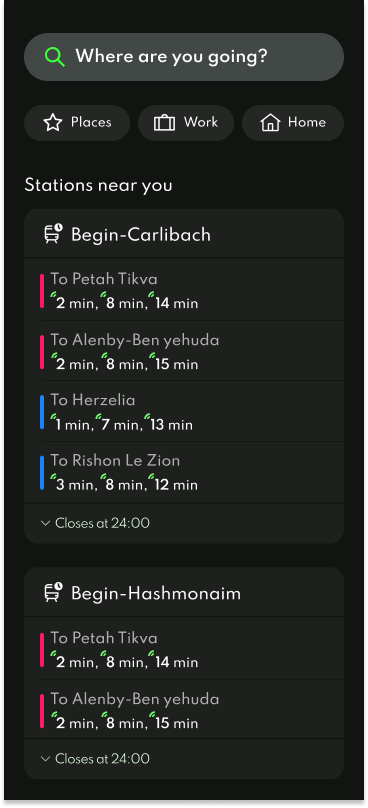 Where are you going?
Places
Work
Home
Stations near you
Begin-Carlibach
To Petah Tikva
2 min, 8 min, 14 min
To Alenby-Ben yehuda
2 min, 8 min, 15 min
To Herzelia
1 min, 7 min, 13 min
To Rishon Le Zion
3 min, 8 min, 12 min
Closes at 24:00
Begin-Hashmonaim
To Petah Tikva
2 min, 8 min, 14 min
To Alenby-Ben yehuda
2 min, 8 min, 15 min
Closes at 24:00